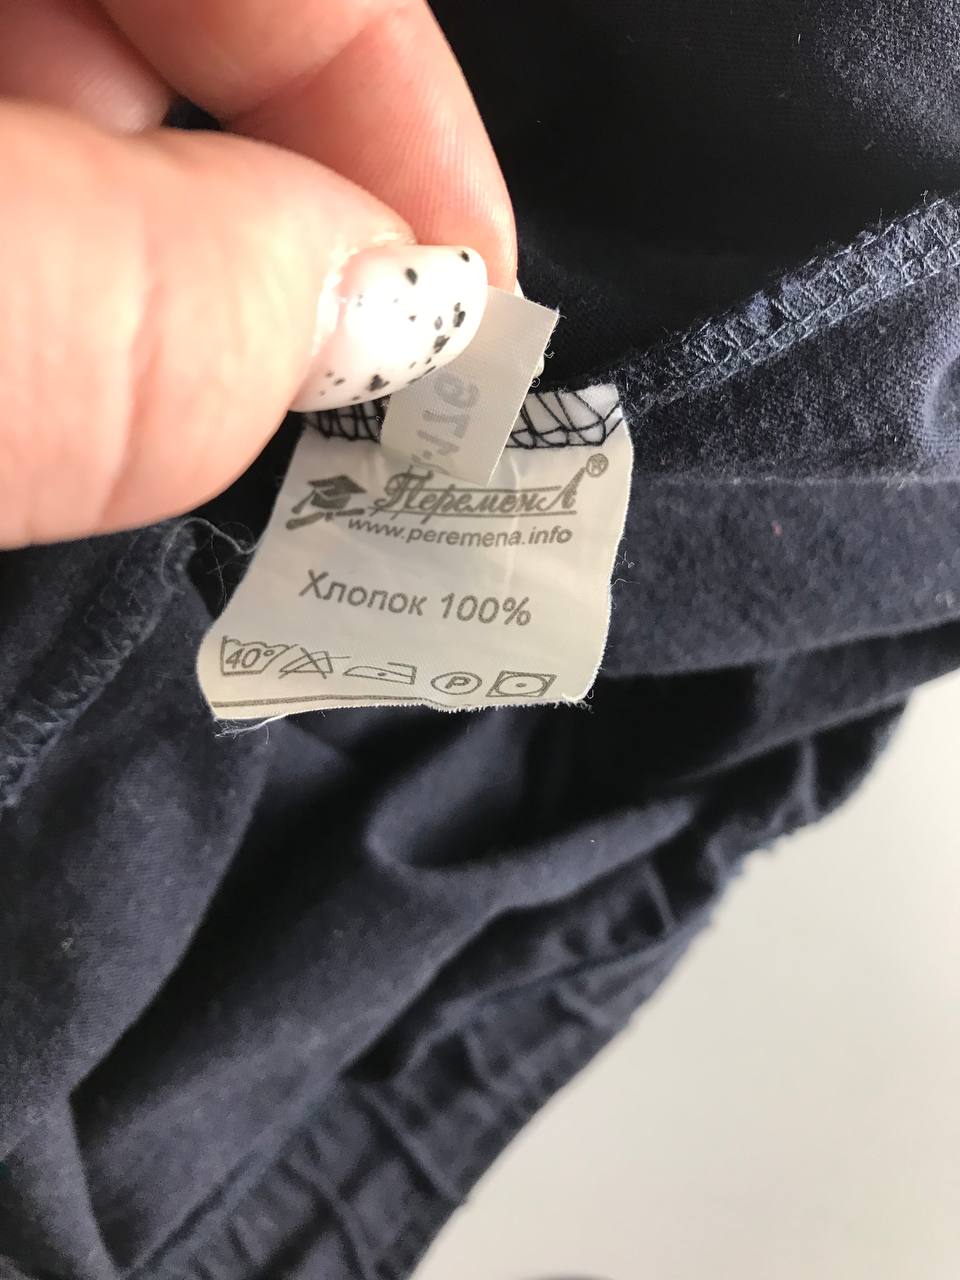 ПеременА®
www.peremena.info
Хлопок 100%
40° P